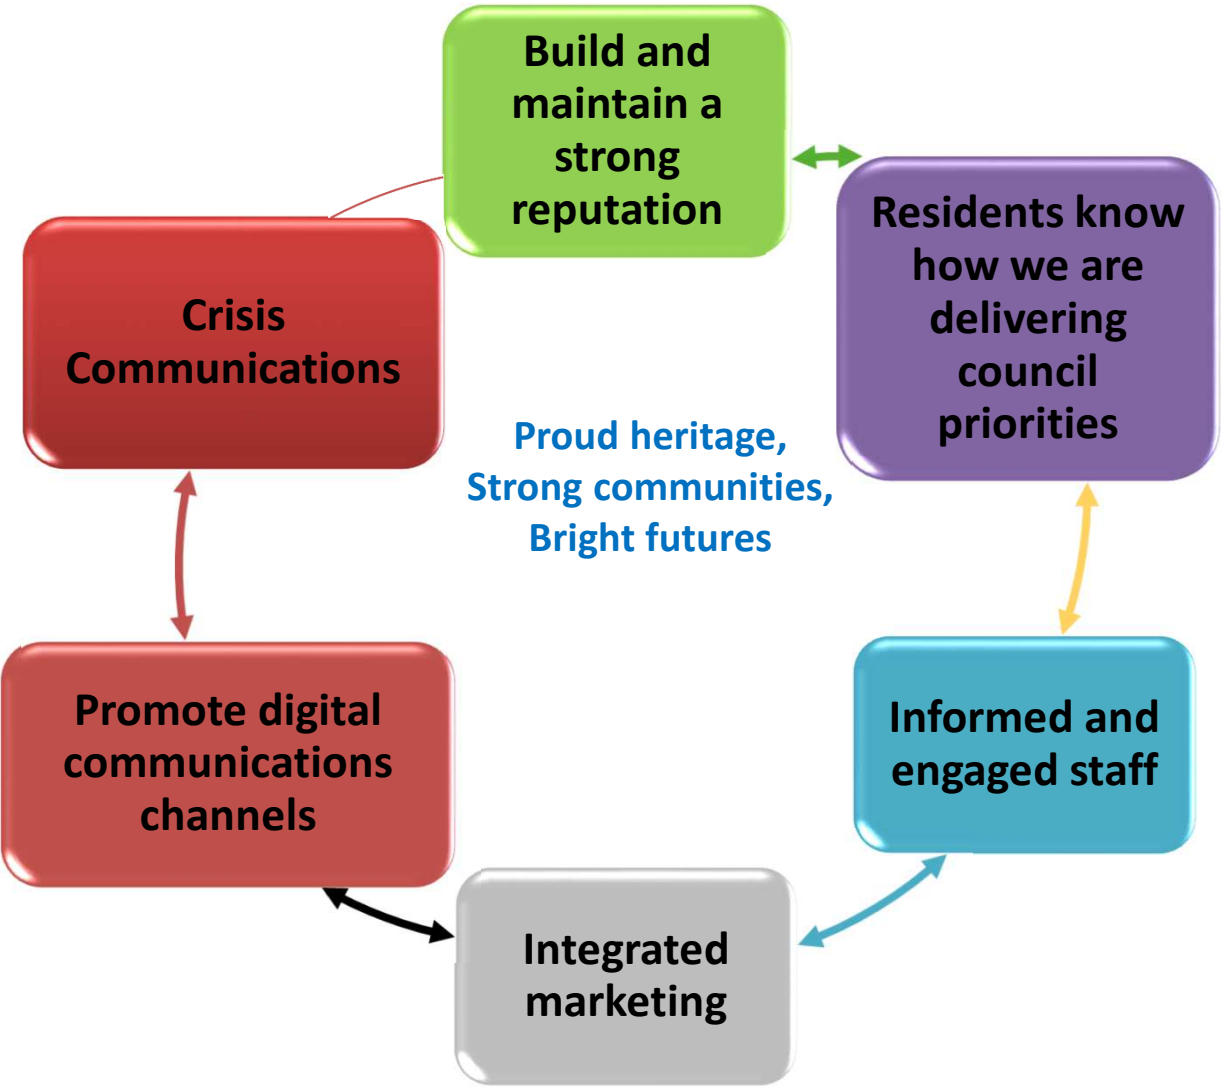 Build and
maintain a
strong
reputation
Residents know
how we are
delivering
council
priorities
Informed and
engaged staff
Integrated
marketing
Promote digital
communications
channels
Crisis
Communications
Proud heritage,
Strong communities,
Bright futures